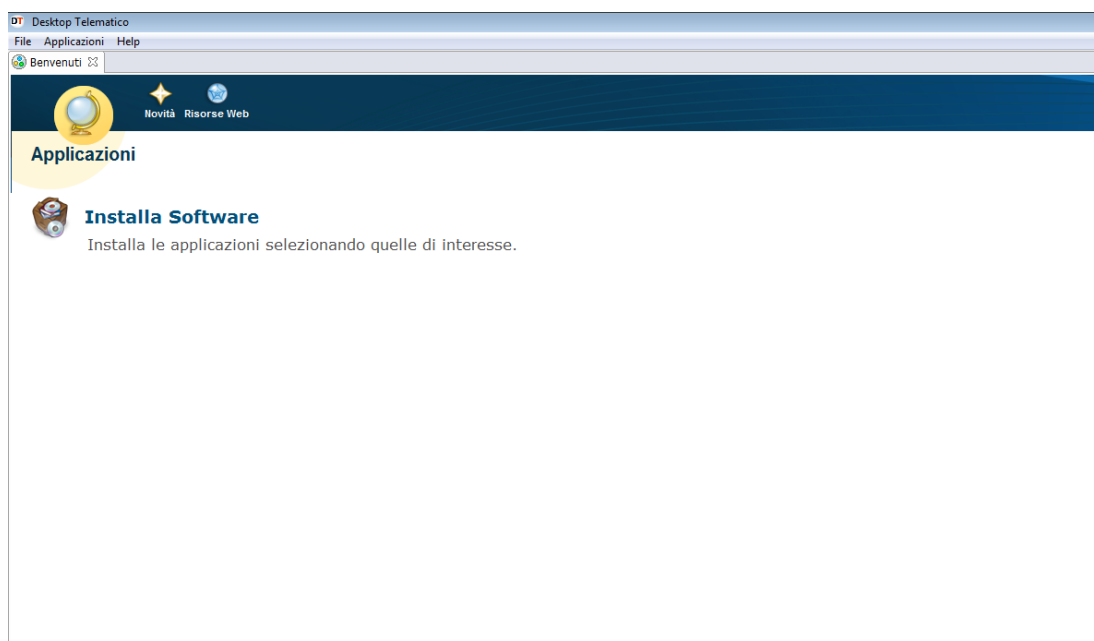 DT Desktop Telematico
File Applicazioni Help
Benvenuti
Novità Risorse Web
Applicazioni
Installa Software
Installa le applicazioni selezionando quelle di interesse.